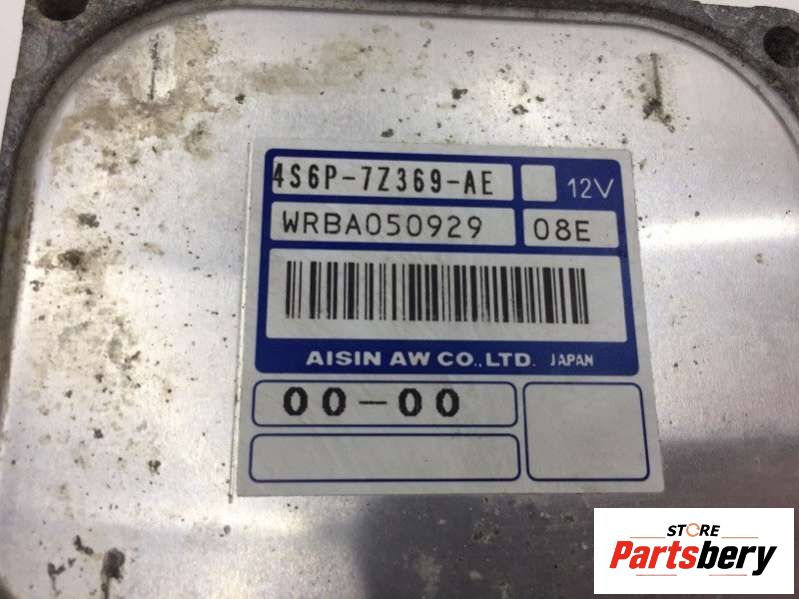 4S6P-7Z369-AE 12V
WRBA050929 08E
AISIN AW CO.,LTD. JAPAN
00-00
STORE
Partsbery